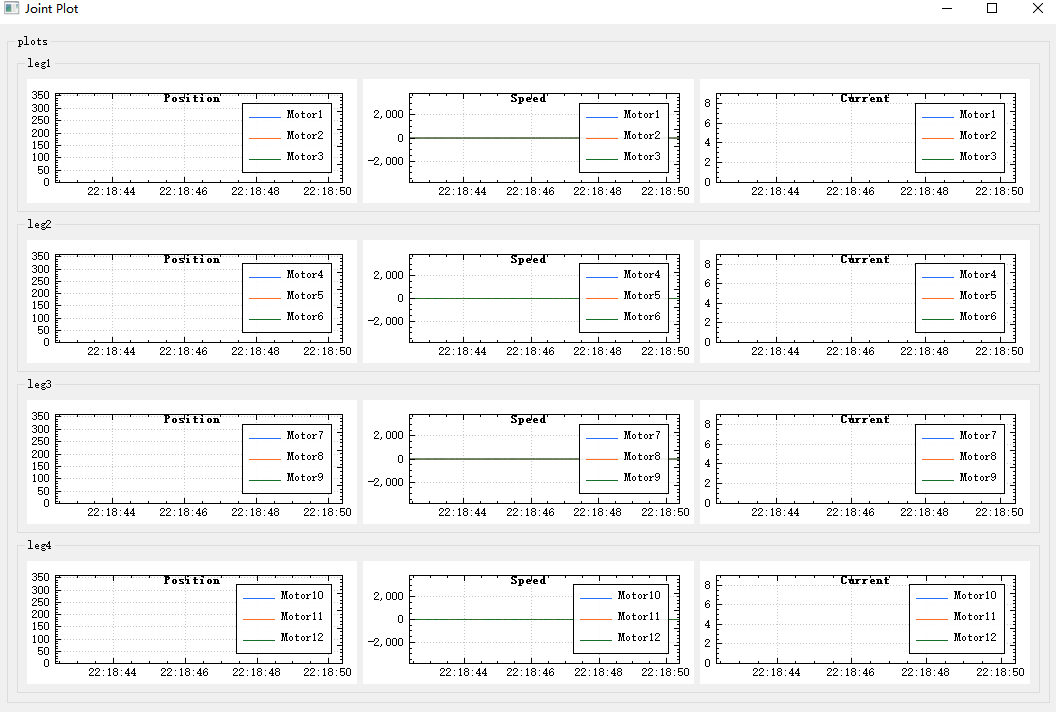 Joint Plot
plots
leg1
Position
350
300
250
200
150
100
50
0
Motor1
Motor2
Motor3
22:18:44 22:18:46 22:18:48 22:18:50
Speed
2,000
0
-2,000
Motor1
Motor2
Motor3
22:18:44 22:18:46 22:18:48 22:18:50
Current
8
6
4
2
0
Motor1
Motor2
Motor3
22:18:44 22:18:46 22:18:48 22:18:50
leg2
Position
350
300
250
200
150
100
50
0
Motor4
Motor5
Motor6
22:18:44 22:18:46 22:18:48 22:18:50
Speed
2,000
0
-2,000
Motor4
Motor5
Motor6
22:18:44 22:18:46 22:18:48 22:18:50
Current
8
6
4
2
0
Motor4
Motor5
Motor6
22:18:44 22:18:46 22:18:48 22:18:50
leg3
Position
350
300
250
200
150
100
50
0
Motor7
Motor8
Motor9
22:18:44 22:18:46 22:18:48 22:18:50
Speed
2,000
0
-2,000
Motor7
Motor8
Motor9
22:18:44 22:18:46 22:18:48 22:18:50
Current
8
6
4
2
0
Motor7
Motor8
Motor9
22:18:44 22:18:46 22:18:48 22:18:50
leg4
Position
350
300
250
200
150
100
50
0
Motor10
Motor11
Motor12
22:18:44 22:18:46 22:18:48 22:18:50
Speed
2,000
0
-2,000
Motor10
Motor11
Motor12
22:18:44 22:18:46 22:18:48 22:18:50
Current
8
6
4
2
0
Motor10
Motor11
Motor12
22:18:44 22:18:46 22:18:48 22:18:50